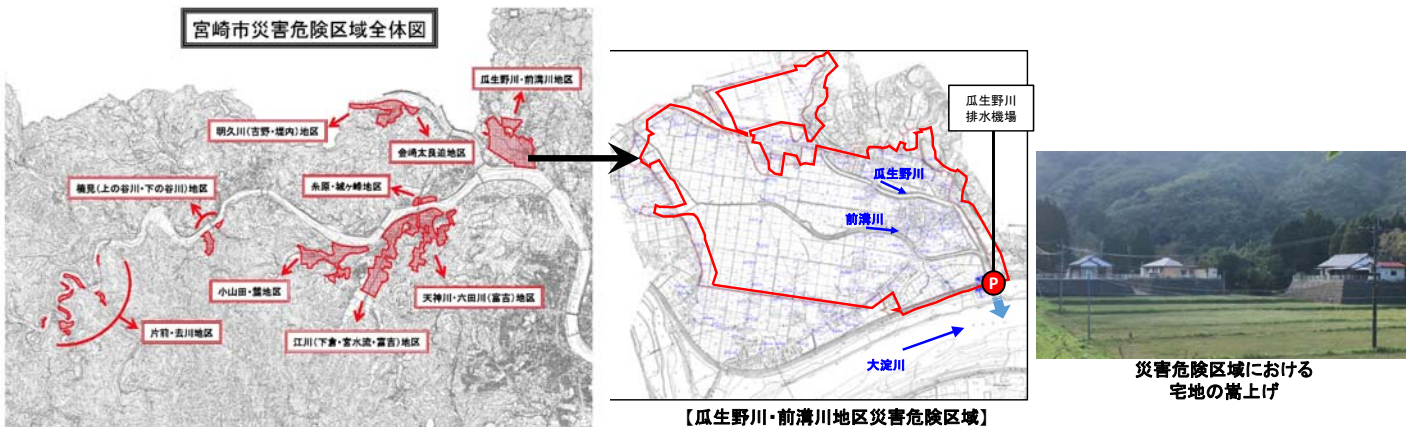 宮崎市災害危険区域全体図
瓜生野川・前溝川地区
明久川(吉野・堤内)地区
金崎太良迫地区
楠見(上の谷川・下の谷川)地区
糸原・城ヶ峰地区
小山田・麓地区
天神川・六田川(富吉)地区
片前・去川地区
江川(下倉・宮水流・富吉)地区
瓜生野川
排水機場
瓜生野川
前溝川
P
大淀川
【瓜生野川・前溝川地区災害危険区域】
災害危険区域における
宅地の嵩上げ